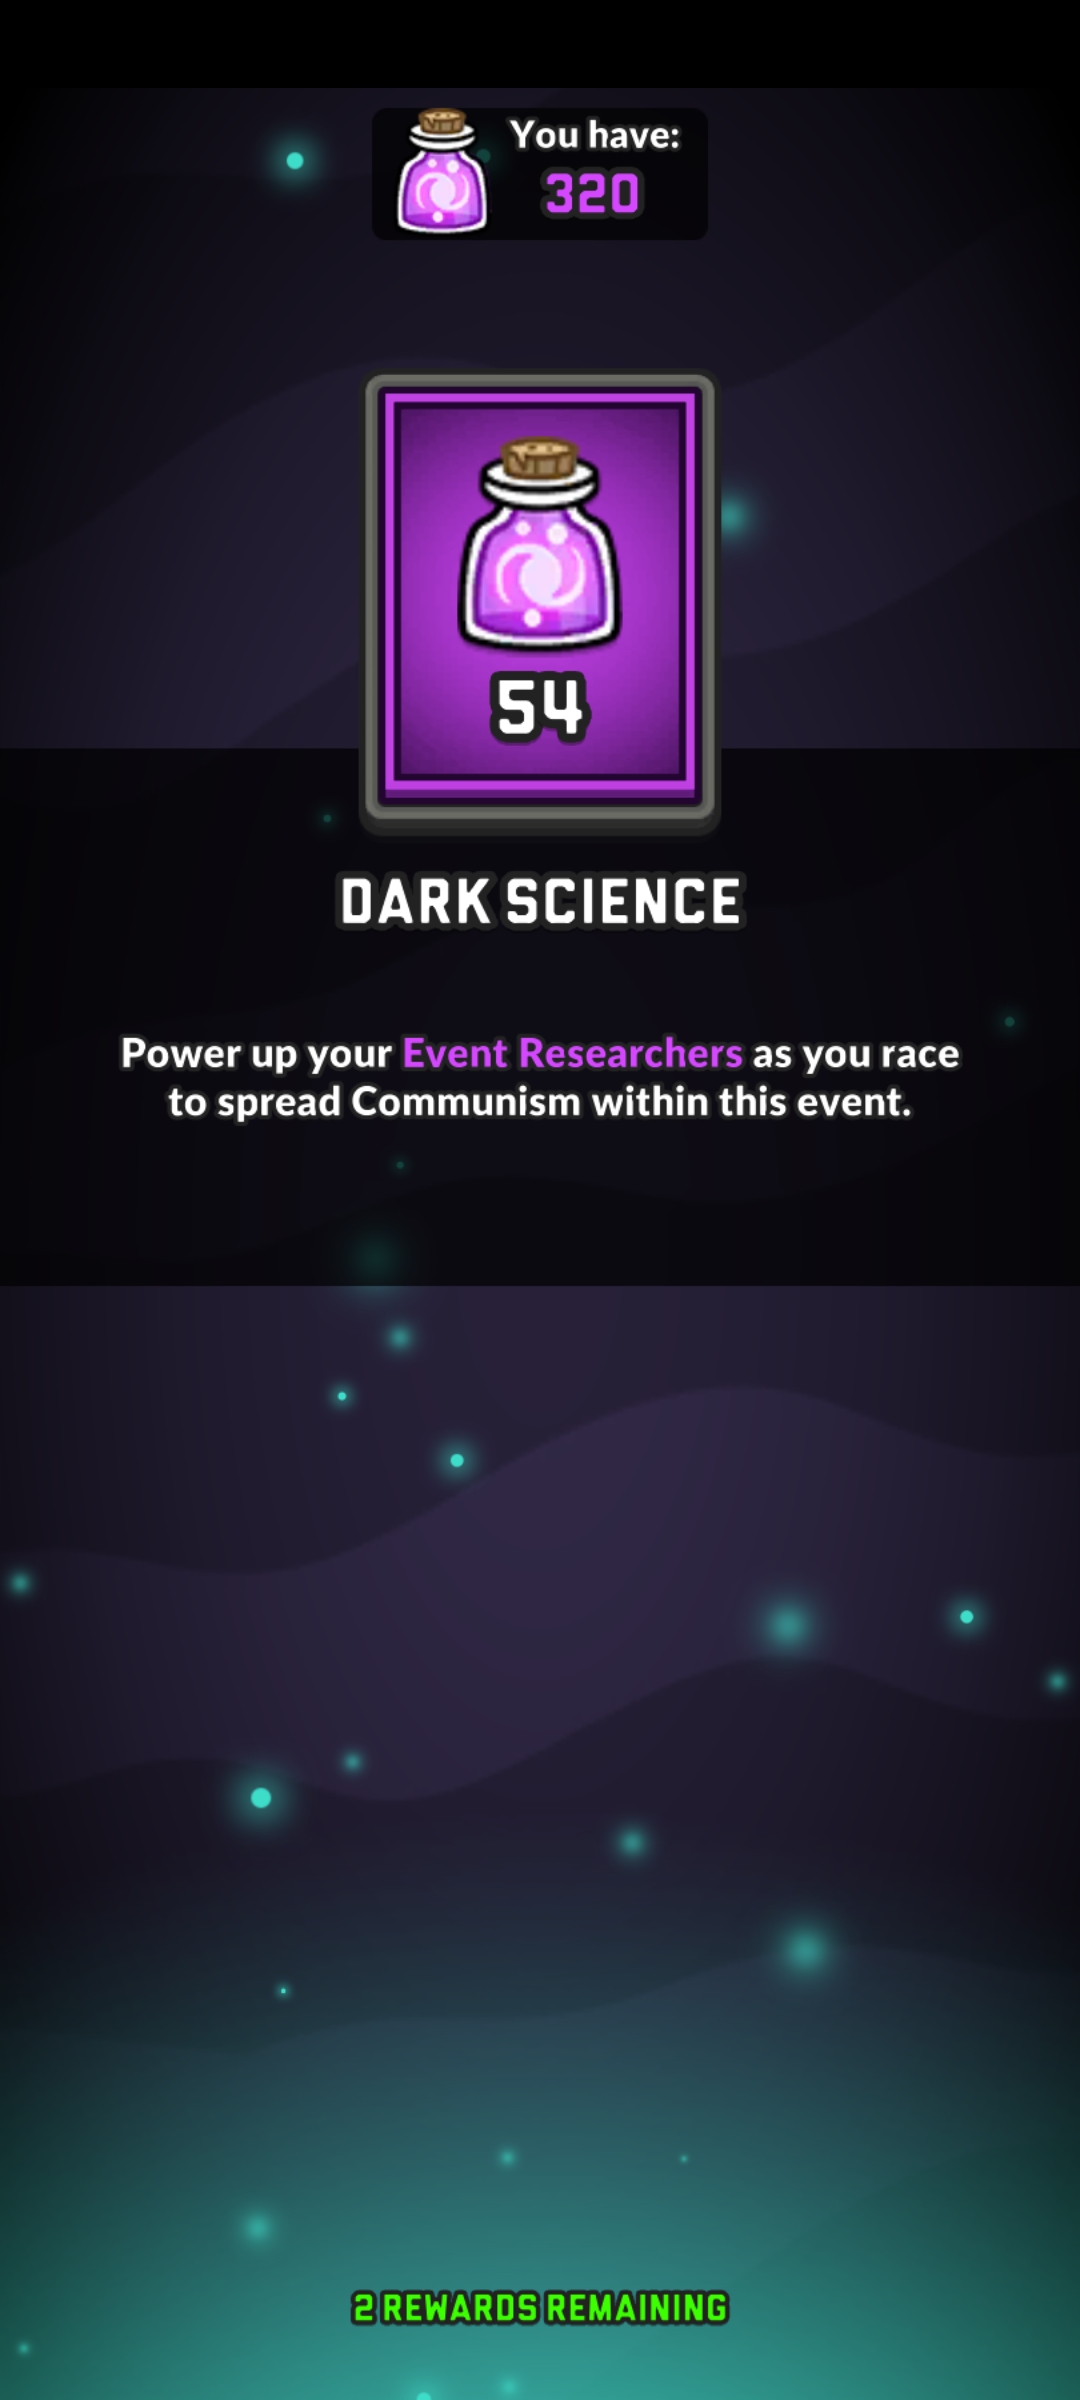 You have:
320
54
DARK SCIENCE
Power up your Event Researchers as you race
to spread Communism within this event.
2 REWARDS REMAINING